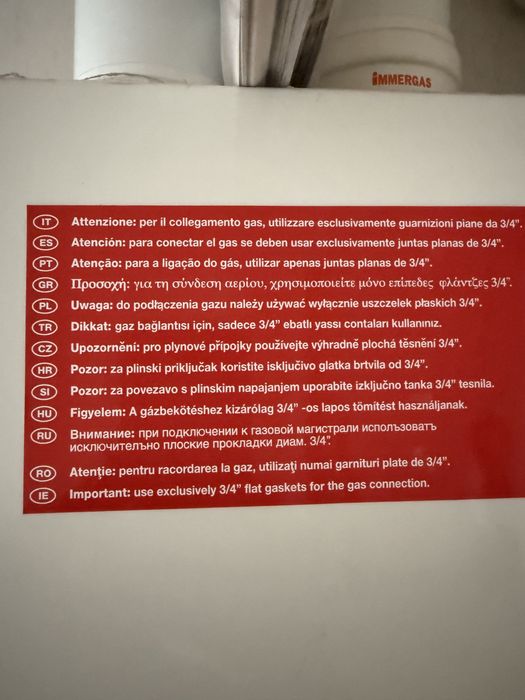 iMMERGAS
IT Attenzione: per il collegamento gas, utilizzare esclusivamente guarnizioni piane da 3/4”.
ES Atención: para conectar el gas se deben usar exclusivamente juntas planas de 3/4”.
PT Atenção: para a ligação do gás, utilizar apenas juntas planas de 3/4”.
GR Προσοχή: για τη σύνδεση αερίου, χρησιμοποιείτε μόνο επίπεδες φλάντζες 3/4”.
PL Uwaga: do podłączenia gazu należy używać wyłącznie uszczelek płaskich 3/4”.
TR Dikkat: gaz bağlantısı için, sadece 3/4” ebatlı yassı contaları kullanınız.
CZ Upozornění: pro plynové přípojky používejte výhradně plochá těsnění 3/4”.
HR Pozor: za plinski priključak koristite isključivo glatka brtvila od 3/4”.
SI Pozor: za povezavo s plinskim napajanjem uporabite izključno tanka 3/4” tesnila.
HU Figyelem: A gázbekötéshez kizárólag 3/4” -os lapos tömítést használjanak.
RU Внимание: при подключении к газовой магистрали использоватъ
исключителъно плоские прокладки диам. 3/4”.
RO Atenţie: pentru racordarea la gaz, utilizaţi numai garnituri plate de 3/4”.
IE Important: use exclusively 3/4” flat gaskets for the gas connection.